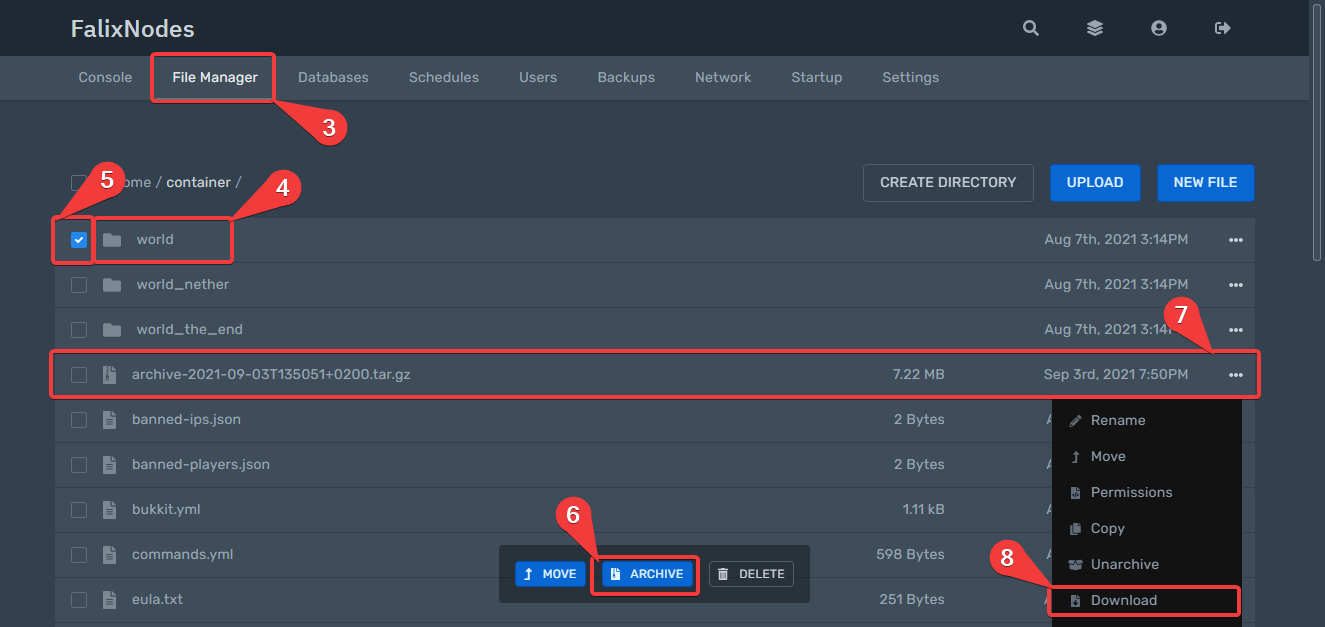 FalixNodes
Console File Manager Databases Schedules Users Backups Network Startup Settings
3
5 ome / container / 4 CREATE DIRECTORY UPLOAD NEW FILE
world Aug 7th, 2021 3:14PM
world_nether Aug 7th, 2021 3:14PM
7
world_the_end Aug 7th, 2021 3:14
archive-2021-09-03T135051+0200.tar.gz 7.22 MB Sep 3rd, 2021 7:50PM
banned-ips.json 2 Bytes A Rename
Move
banned-players.json 2 Bytes A
Permissions
bukkit.yml 1.11 kB A
6
Copy
commands.yml 598 Bytes A
8
Unarchive
MOVE ARCHIVE DELETE
eula.txt 251 Bytes A Download